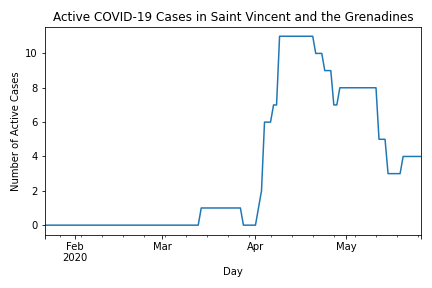 Active COVID-19 Cases in Saint Vincent and the Grenadines
Number of Active Cases
10
8
6
4
2
0
Feb Mar Apr May
2020
Day